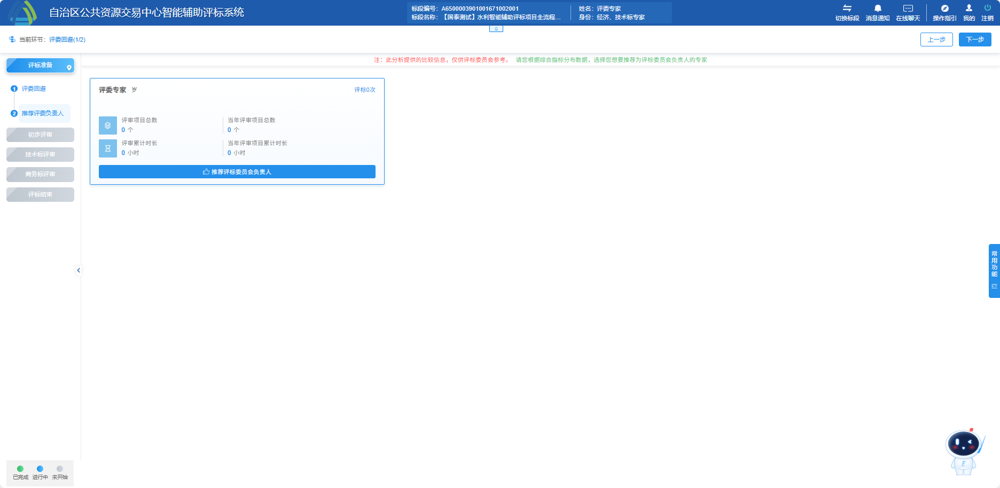 自治区公共资源交易中心智能辅助评标系统
标段编号：A6500003901001671002001
标段名称：【国泰测试】水利智能辅助评标项目全流程...
姓名：评委专家
身份：经济、技术标专家
切换标段
消息通知
在线聊天
操作指引
我的
注销
当前环节：评委回避(1/2)
上一步
下一步
注：此分析提供的比较信息，仅供评标委员会参考。 请您根据综合指标分布数据，选择您想要推荐为评标委员会负责人的专家
评标准备
1 评委回避
2 推荐评委负责人
初步评审
技术标评审
商务标评审
评标结束
评委专家 岁
评标0次
评审项目总数
0 个
当年评审项目总数
0 个
评审累计时长
0 小时
当年评审项目累计时长
0 小时
推荐评标委员会负责人
常用功能
E
已完成
进行中
未开始